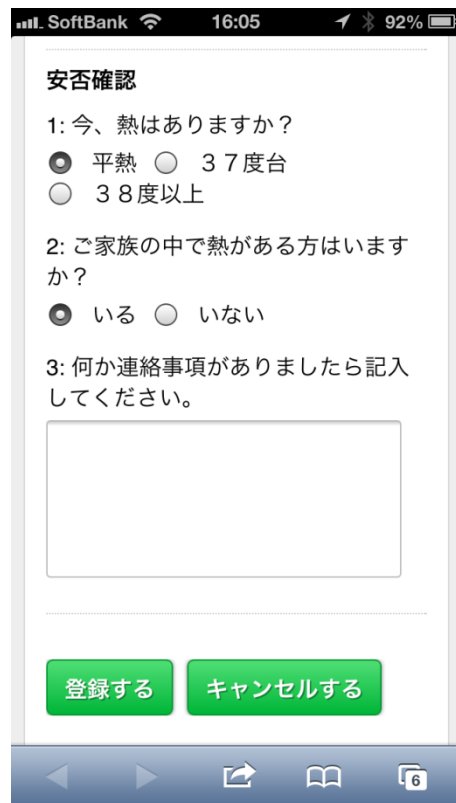 SoftBank 16:05 92%
安否確認
1: 今、熱はありますか？
平熱 ３７度台
３８度以上
2: ご家族の中で熱がある方はいます
か？
いる いない
3: 何か連絡事項がありましたら記入
してください。
登録する キャンセルする
6